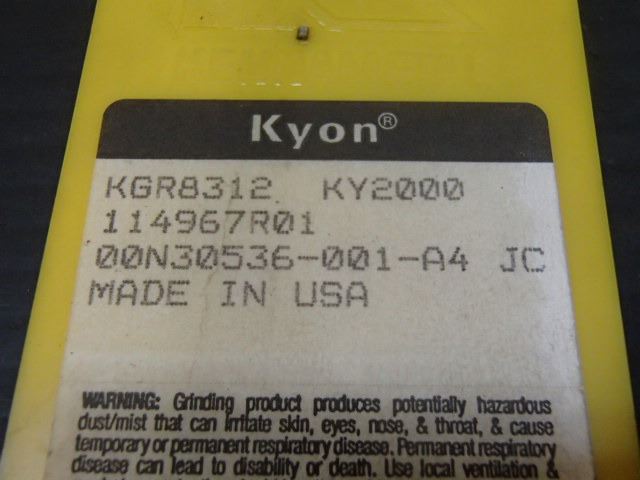 Kyon®
KGR8312 KY2000
114967R01
00N30536-001-A4 JC
MADE IN USA
WARNING: Grinding product produces potentially hazardous
dust/mist that can irritate skin, eyes, nose, & throat, & cause
temporary or permanent respiratory disease. Permanent respiratory
disease can lead to disability or death. Use local ventilation &